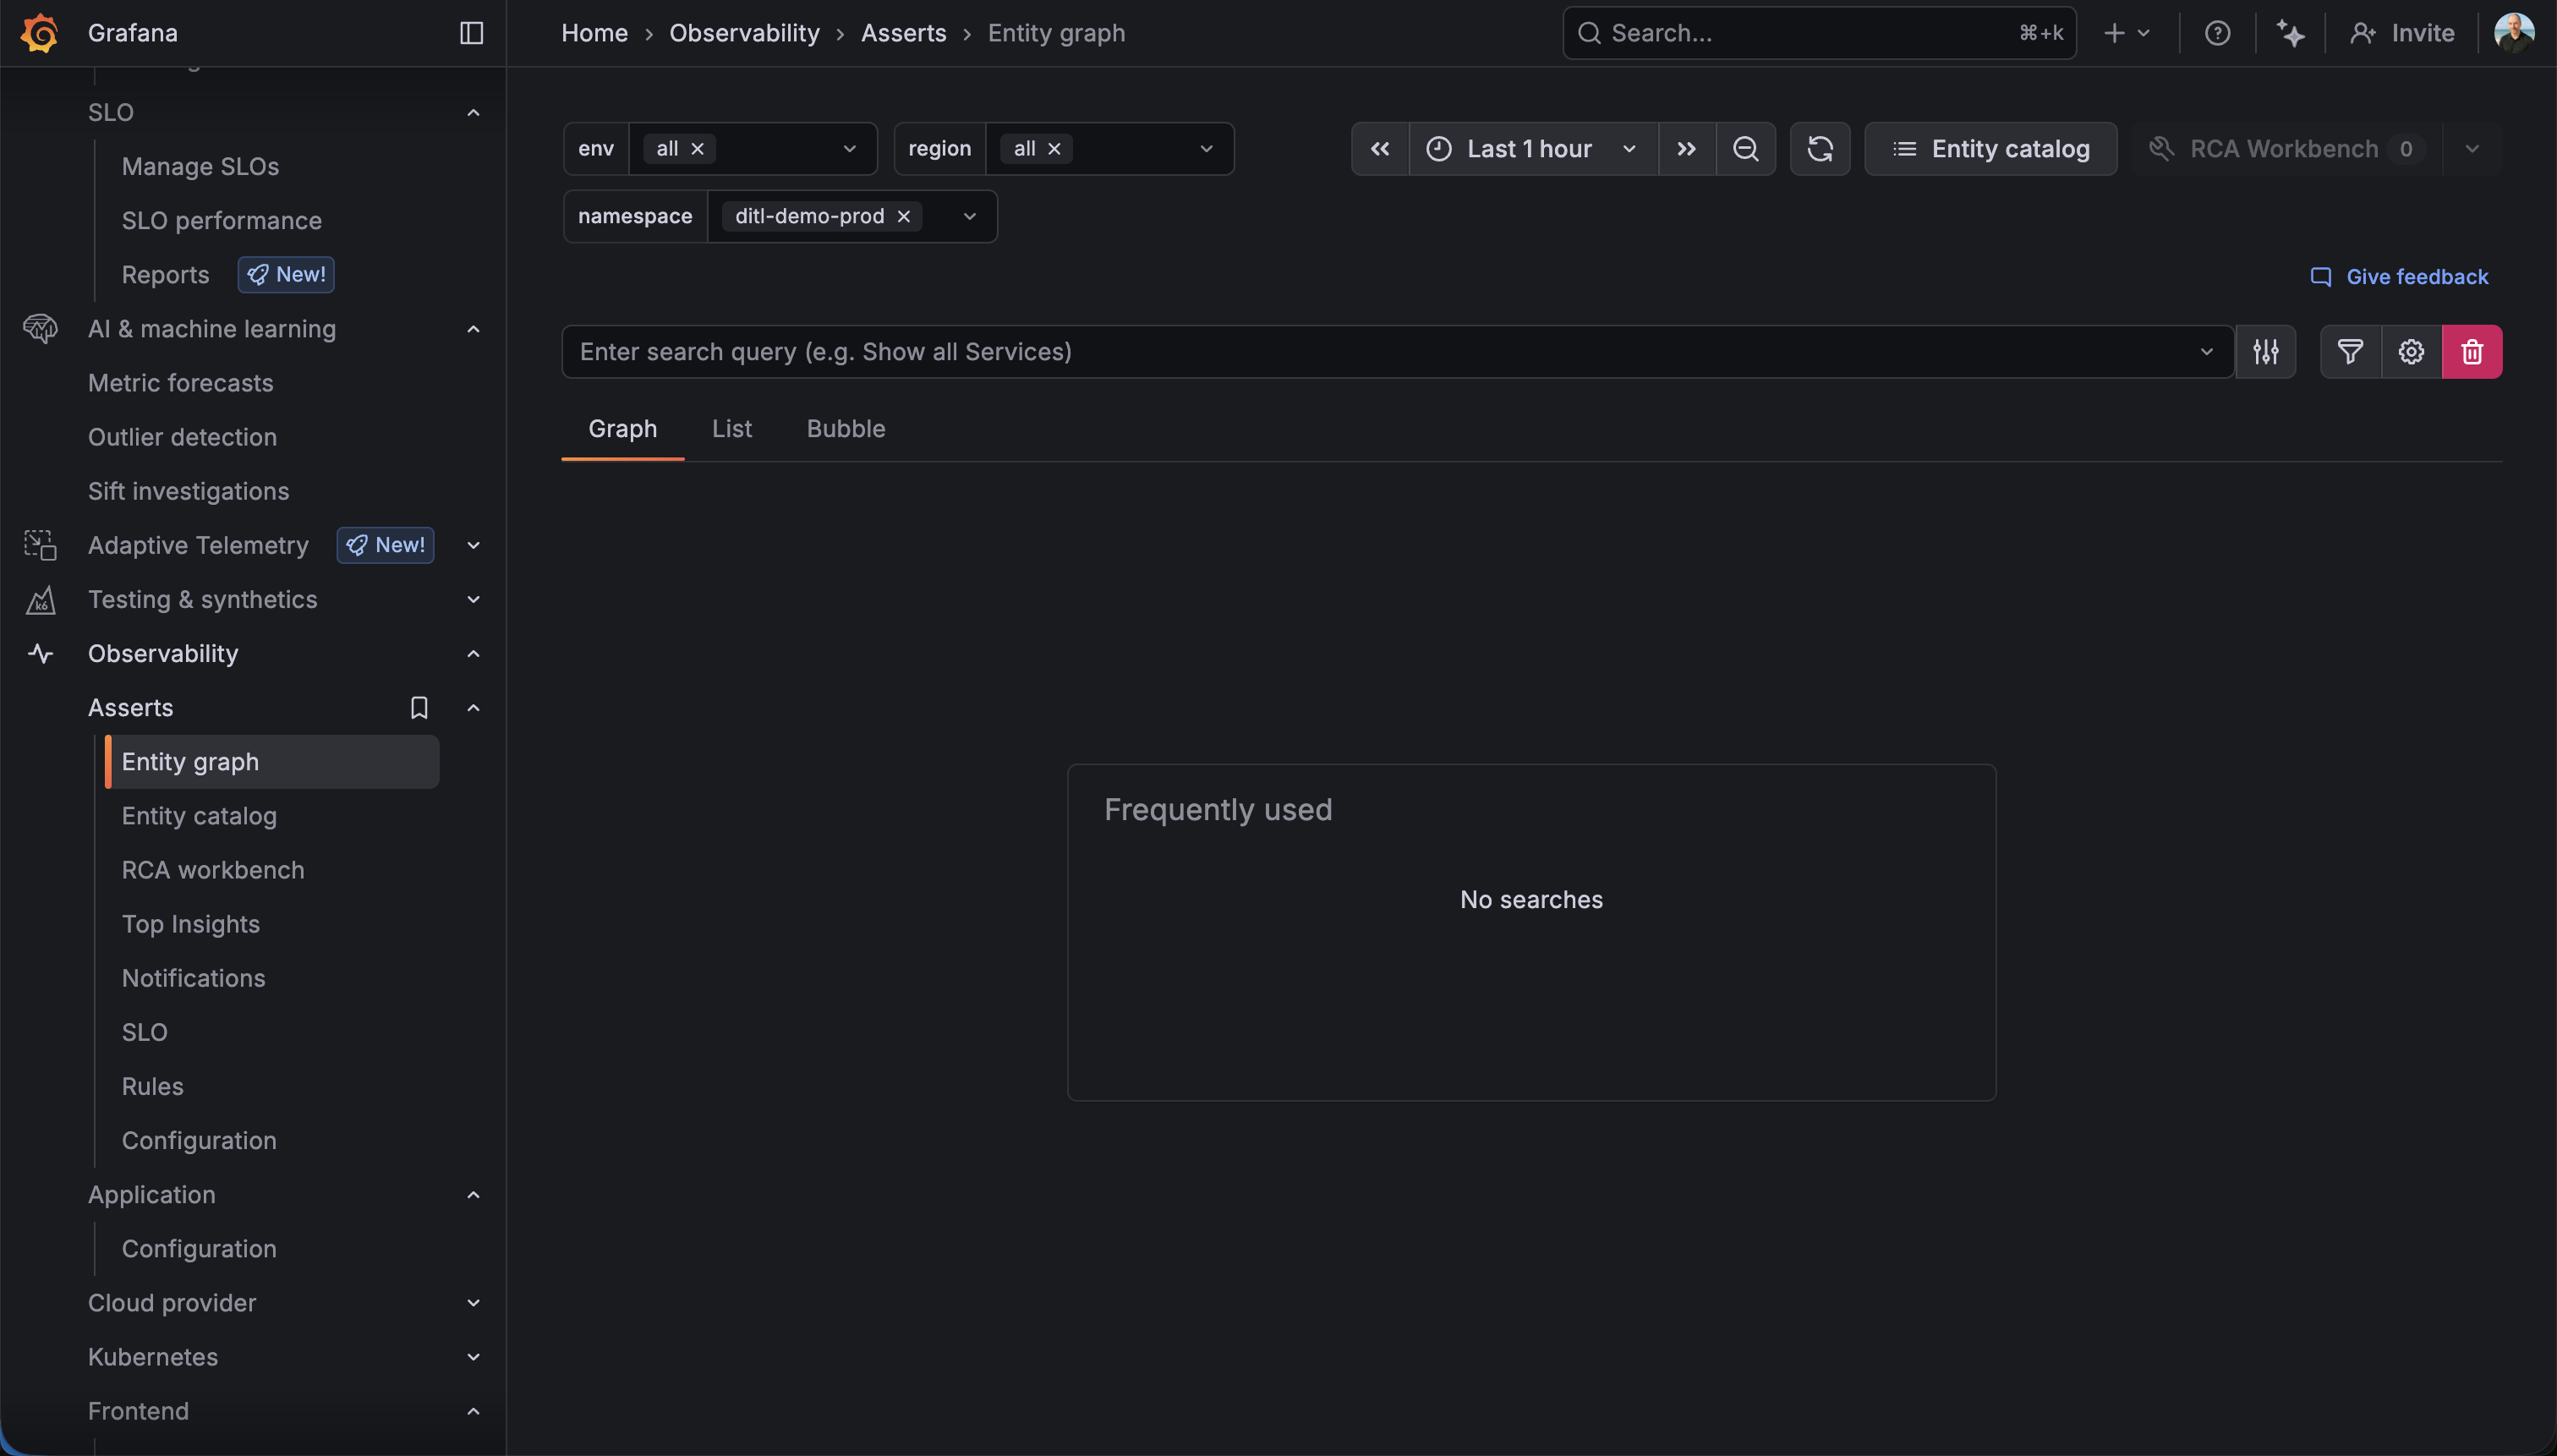 Grafana
Home › Observability › Asserts › Entity graph
Search...
⌘+k
Invite
SLO
Manage SLOs
SLO performance
Reports
New!
AI & machine learning
Metric forecasts
Outlier detection
Sift investigations
Adaptive Telemetry
New!
Testing & synthetics
k6
Observability
Asserts
Entity graph
Entity catalog
RCA workbench
Top Insights
Notifications
SLO
Rules
Configuration
Application
Configuration
Cloud provider
Kubernetes
Frontend
env
all
region
all
Last 1 hour
Entity catalog
RCA Workbench 0
namespace
ditl-demo-prod
Give feedback
Enter search query (e.g. Show all Services)
Graph
List
Bubble
Frequently used
No searches